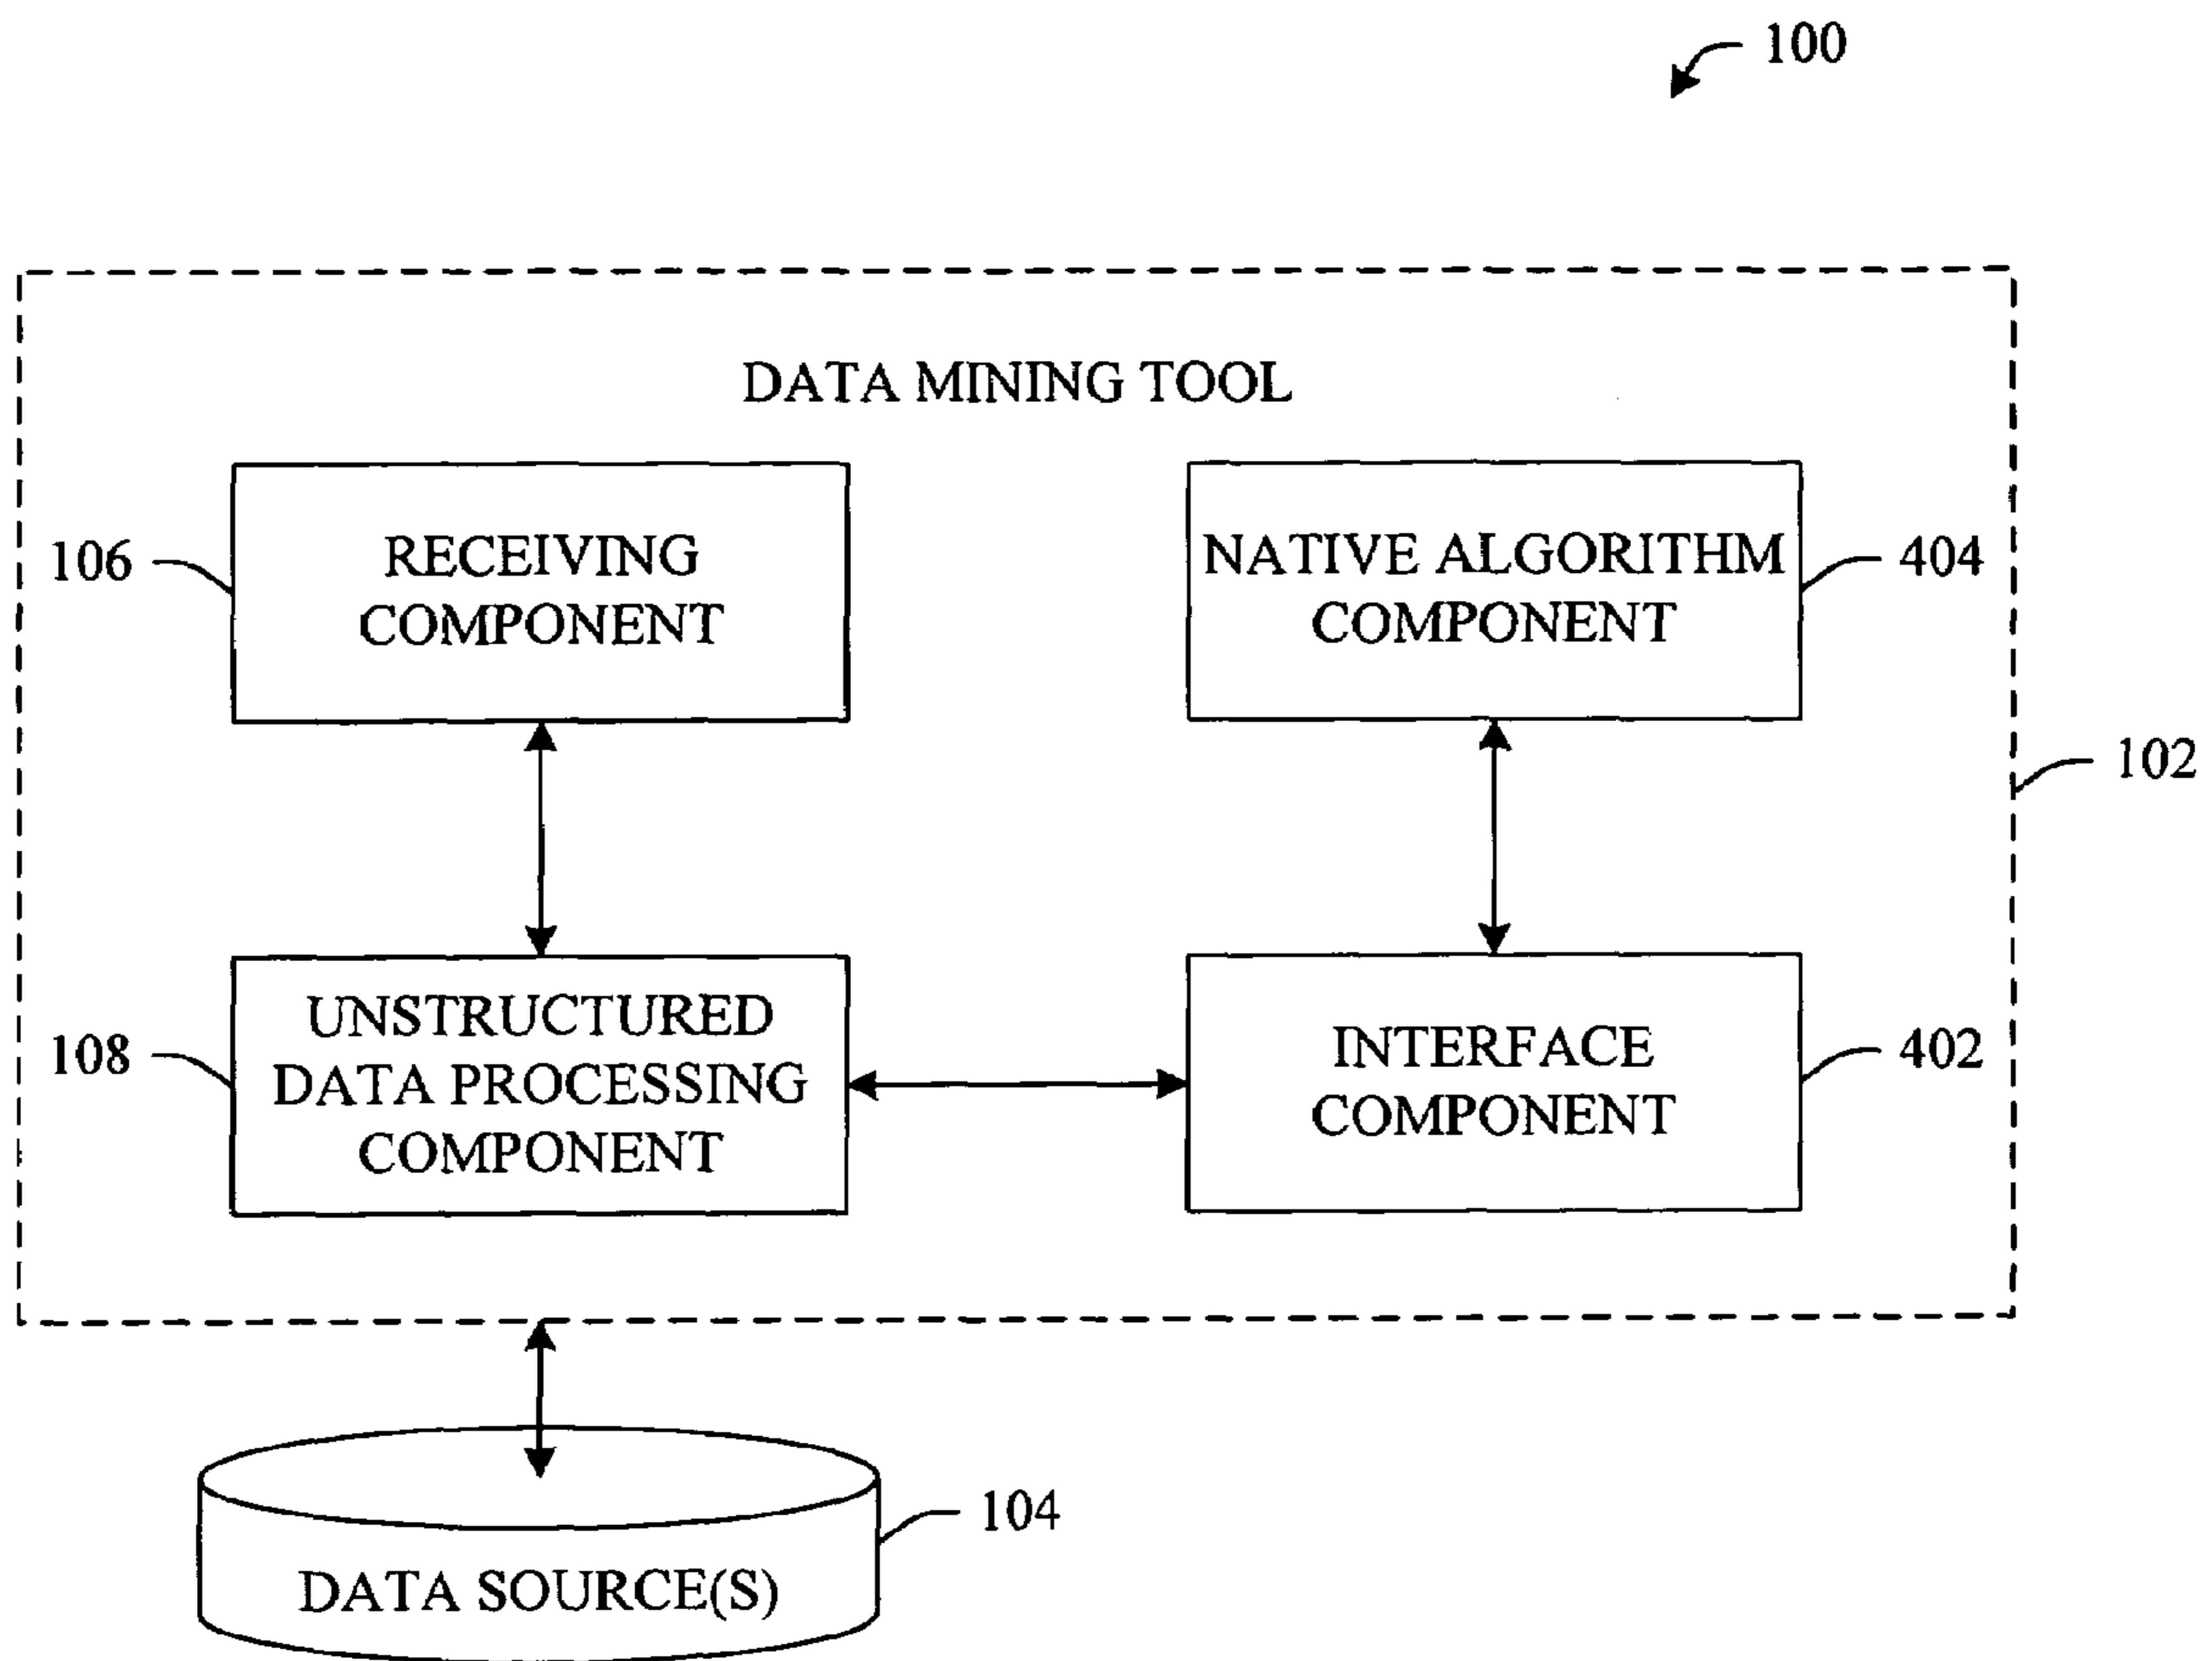 100
DATA MINING TOOL
106
RECEIVING
COMPONENT
NATIVE ALGORITHM
COMPONENT
404
102
108
UNSTRUCTURED
DATA PROCESSING
COMPONENT
INTERFACE
COMPONENT
402
104
DATA SOURCE(S)